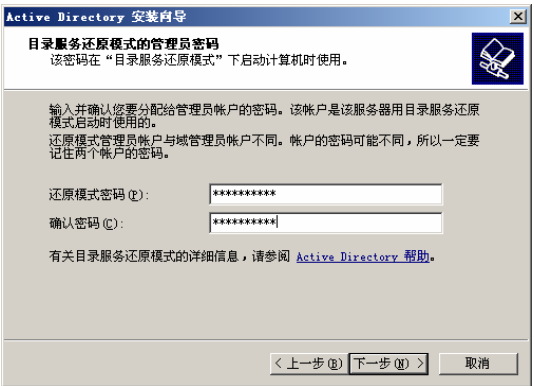 Active Directory 安装向导
目录服务还原模式的管理员密码
该密码在“目录服务还原模式”下启动计算机时使用。
输入并确认您要分配给管理员帐户的密码。该帐户是该服务器用目录服务还原
模式启动时使用的。
还原模式管理员帐户与域管理员帐户不同。帐户的密码可能不同，所以一定要
记住两个帐户的密码。
还原模式密码(P): **********
确认密码(C): **********
有关目录服务还原模式的详细信息，请参阅 Active Directory 帮助。
< 上一步(B) 下一步(N) > 取消